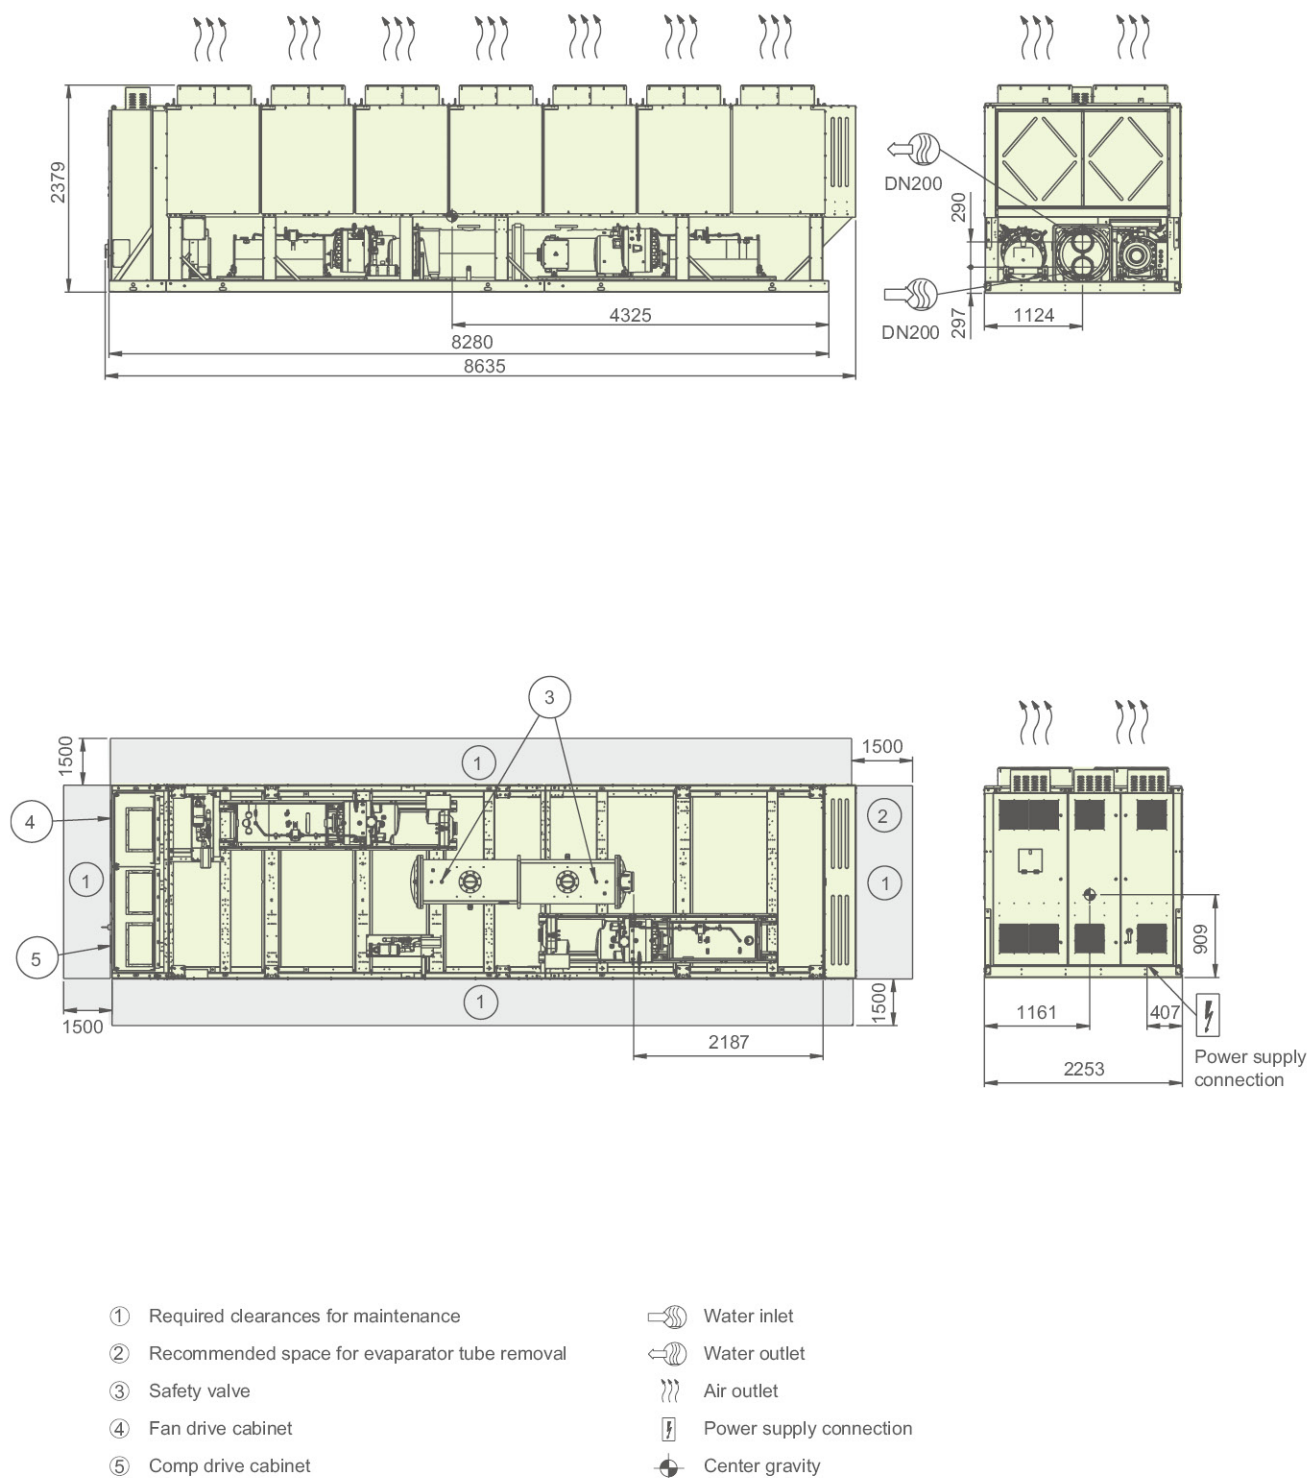 2379
4325
8280
8635
DN200
290
DN200
297
1124
3
1500
1
1500
4
2
1
1
5
1
1500
1500
2187
909
1161
407
2253
Power supply
connection
1 Required clearances for maintenance
2 Recommended space for evaparator tube removal
3 Safety valve
4 Fan drive cabinet
5 Comp drive cabinet
Water inlet
Water outlet
Air outlet
Power supply connection
Center gravity